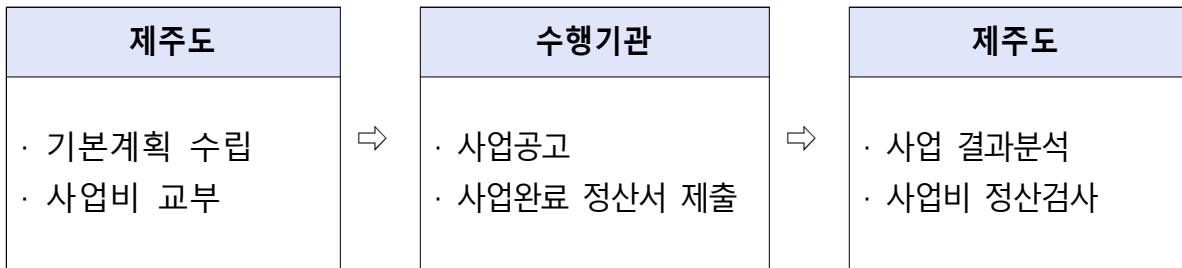 제주도
· 기본계획 수립
· 사업비 교부
⇨
수행기관
· 사업공고
· 사업완료 정산서 제출
⇨
제주도
· 사업 결과분석
· 사업비 정산검사